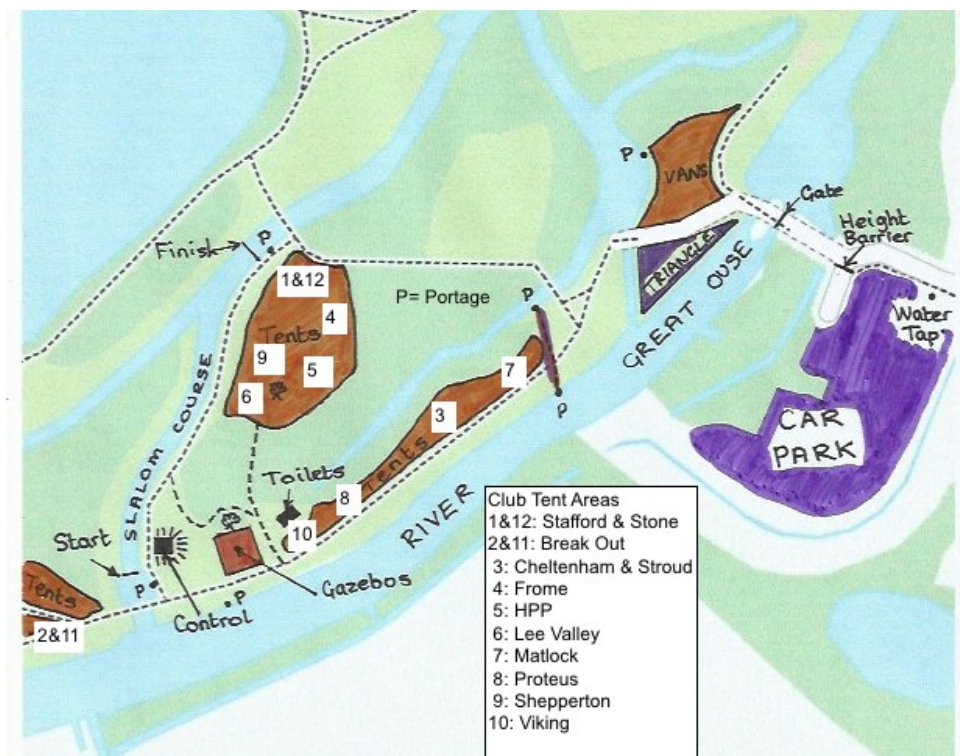 P
VANS
Gate
Height
Barrier
TRIANGLE
Finish
P
1&12
P= Portage
P
4
Tents
9
5
6
7
3
P
Water
Tap
GREAT OUSE
CAR
PARK
SLALOM COURSE
Toilets
Tents
8
10
RIVER
Start
P
Control
P
Gazebos
Tents
2&11
Club Tent Areas
1&12: Stafford & Stone
2&11: Break Out
3: Cheltenham & Stroud
4: Frome
5: HPP
6: Lee Valley
7: Matlock
8: Proteus
9: Shepperton
10: Viking